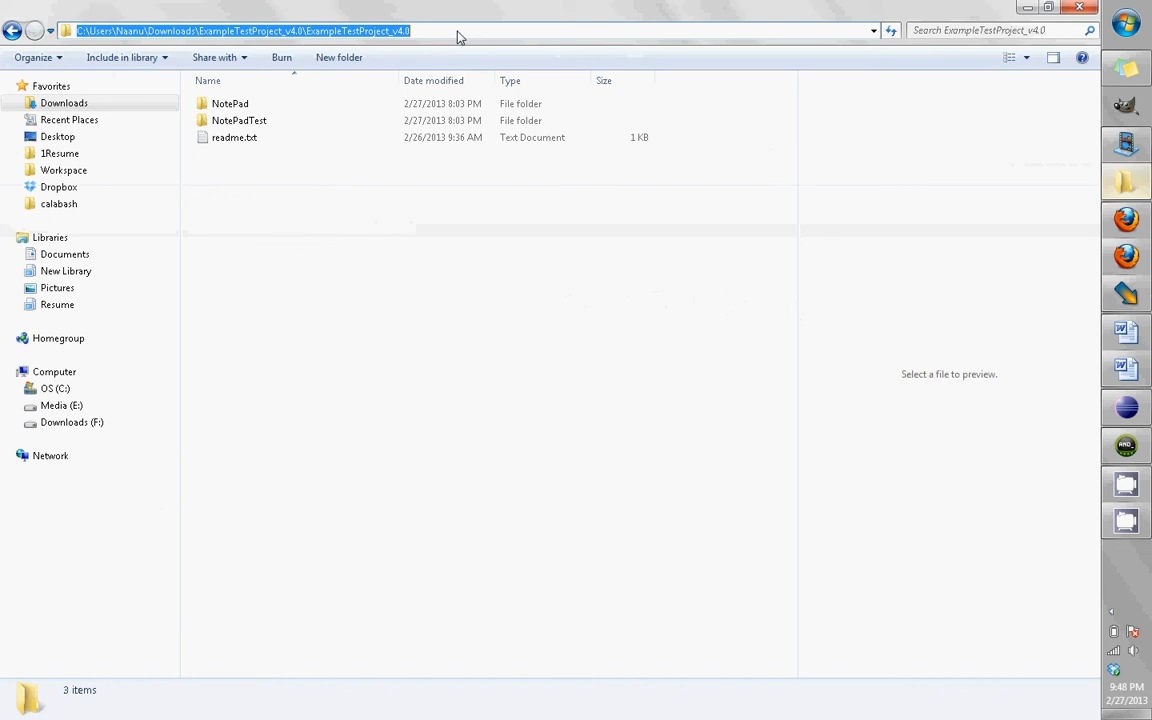 C:\Users\Naanu\Downloads\ExampleTestProject_v4.0\ExampleTestProject_v4.0
Search ExampleTestProject_v4.0
Organize Include in library Share with Burn New folder
Name Date modified Type Size
NotePad 2/27/2013 8:03 PM File folder
NotePadTest 2/27/2013 8:03 PM File folder
readme.txt 2/26/2013 9:36 AM Text Document 1 KB
Favorites
Downloads
Recent Places
Desktop
1Resume
Workspace
Dropbox
calabash
Libraries
Documents
New Library
Pictures
Resume
Homegroup
Computer
OS (C:)
Media (E:)
Downloads (F:)
Network
Select a file to preview.
3 items
9:48 PM
2/27/2013